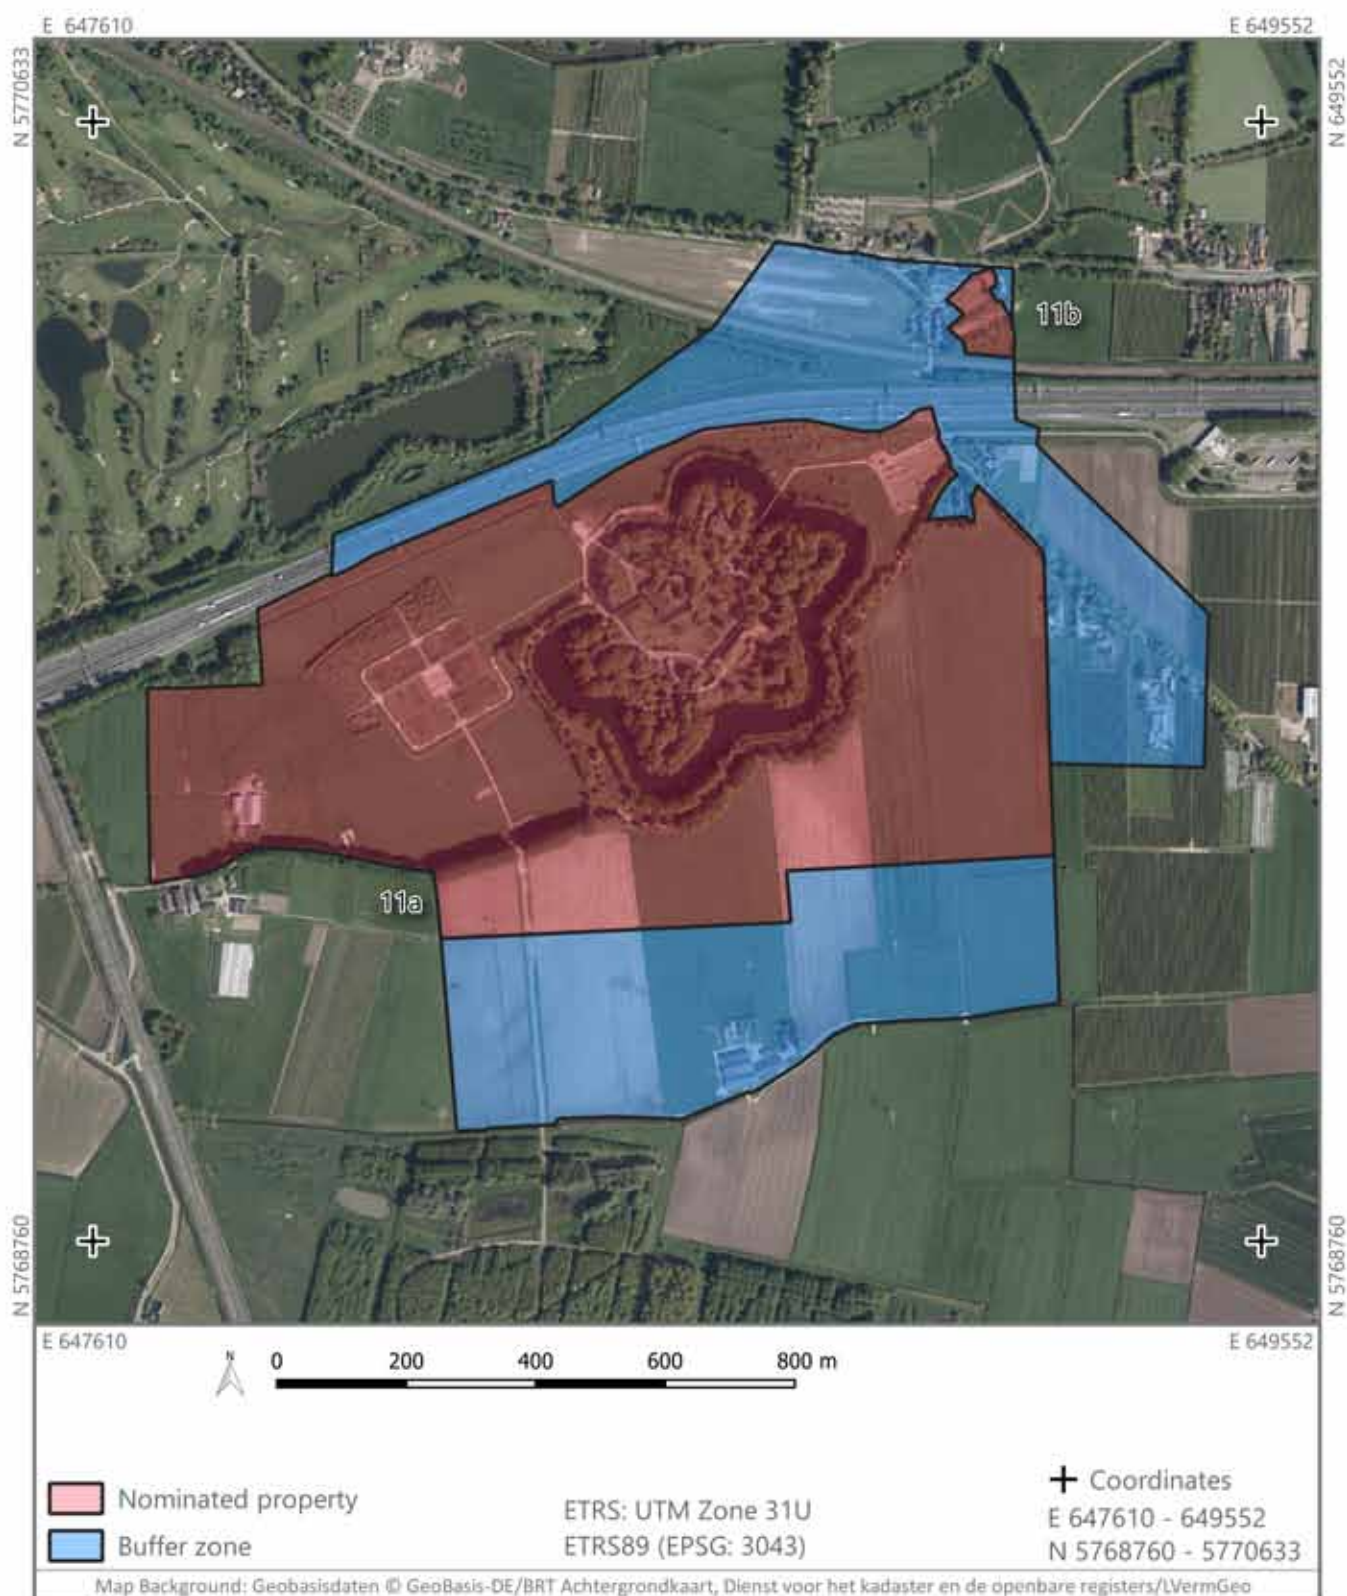 E 647610
E 649552
N 5770633
N 649552
11b
11a
N 5768760
N 5768760
E 647610
E 649552
N
0 200 400 600 800 m
Nominated property
Buffer zone
ETRS: UTM Zone 31U
ETRS89 (EPSG: 3043)
Coordinates
E 647610 - 649552
N 5768760 - 5770633
Map Background: Geobasisdaten © GeoBasis-DE/BRT Achtergrondkaart, Dienst voor het kadaster en de openbare registers/LVermGeo